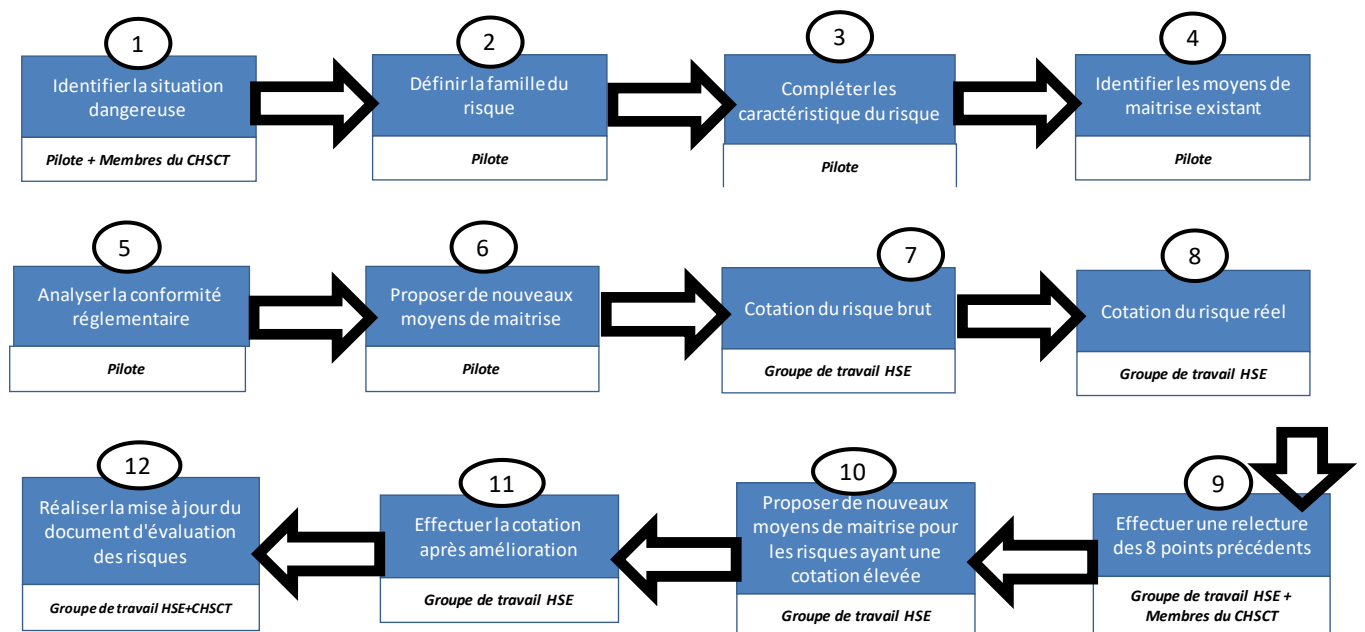 1
Identifier la situation
dangereuse
Pilote + Membres du CHSCT
2
Définir la famille du
risque
Pilote
3
Compléter les
caractéristique du risque
Pilote
4
Identifier les moyens de
maitrise existant
Pilote
5
Analyser la conformité
réglementaire
Pilote
6
Proposer de nouveaux
moyens de maitrise
Pilote
7
Cotation du risque brut
Groupe de travail HSE
8
Cotation du risque réel
Groupe de travail HSE
9
Effectuer une relecture
des 8 points précédents
Groupe de travail HSE +
Membres du CHSCT
10
Proposer de nouveaux
moyens de maitrise pour
les risques ayant une
cotation élevée
Groupe de travail HSE
11
Effectuer la cotation
après amélioration
Groupe de travail HSE
12
Réaliser la mise à jour du
document d'évaluation
des risques
Groupe de travail HSE+CHSCT